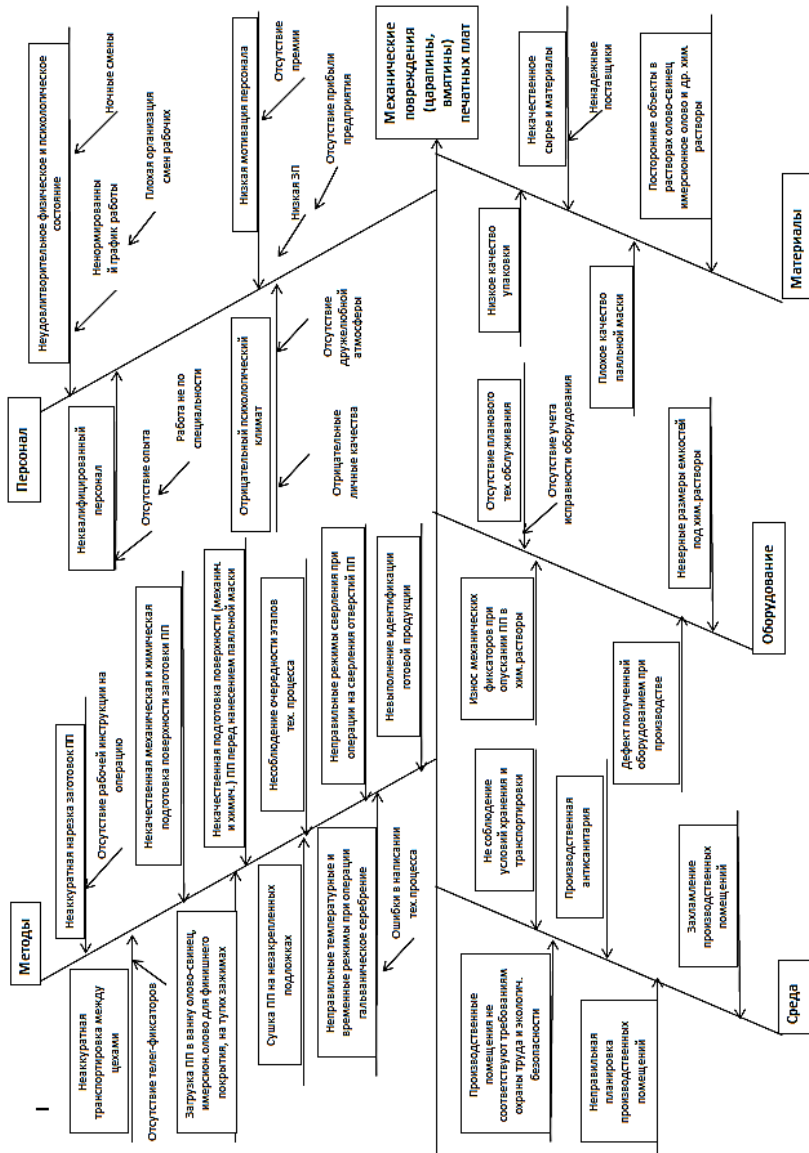 Методы
Неаккуратная нарезка заготовок ПП
Отсутствие рабочей инструкции на
операцию
Некачественная механическая и химическая
подготовка поверхности заготовки ПП
Некачественная подготовка поверхности (механич.
и химич.) ПП перед нанесением паяльной маски
Несоблюдение очередности этапов
тех. процесса
Неправильные режимы сверления при
операции на сверления отверстий ПП
Невыполнение идентификации
готовой продукции
Неаккуратная
транспортировка между
цехами
Отсутствие телег-фиксаторов
Загрузка ПП в ванну олово-свинец,
имерсион.олово для финишнего
покрытия, на тугих зажимах
Сушка ПП на незакрепленных
подложках
Неправильные температурные и
временные режимы при операции
гальваническое серебрение
Ошибки в написании
тех. процесса
Персонал
Неудовлитворительное физическое и психологическое
состояние
Ночные смены
Ненормированны
й график работы
Плохая организация
смен рабочих
Низкая мотивация персонала
Отсутствие
премии
Низкая ЗП
Отсутствие прибыли
предприятия
Неквалифицированный
персонал
Отсутствие опыта
Работа не по
специальности
Отрицательный психологический
климат
Отрицательные
личные качества
Отсутствие
дружелюбной
атмосферы
Механические
повреждения
(царапины,
вмятины)
печатных плат
Производственные
помещения не
соответствуют требованиям
охраны труда и экологич.
безопасности
Неправильная
планировка
производственных
помещений
Не соблюдение
условий хранения и
транспортировки
Производственная
антисанитария
Захламление
производственных
помещений
Среда
Износ механических
фиксаторов при
опускании ПП в
хим.растворы
Дефект полученный
оборудованием при
производстве
Отсутствие планового
тех.обслуживания
Отсутствие учета
исправности оборудования
Неверные размеры емкостей
под хим.растворы
Оборудование
Низкое качество
упаковки
Плохое качество
паяльной маски
Некачественное
сырье и материалы
Ненадежные
поставщики
Посторонние объекты в
растворах олово-свинец
имерсионное олово и др. хим.
растворы
Материалы